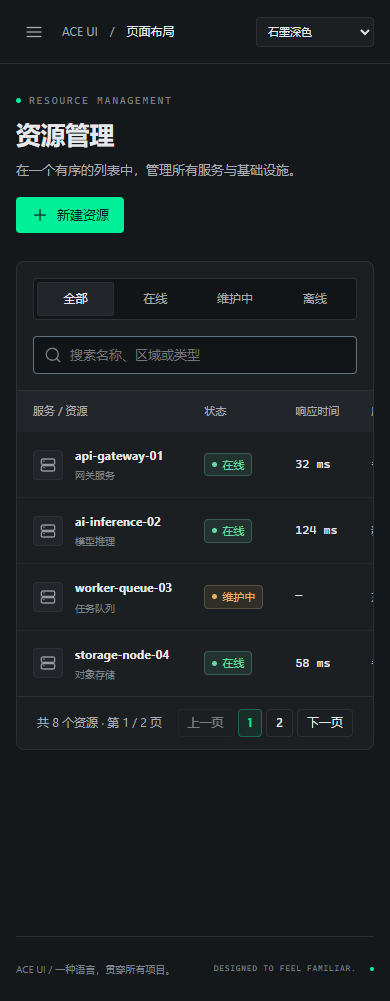 ACE UI / 页面布局 石墨深色
RESOURCE MANAGEMENT
资源管理
在一个有序的列表中，管理所有服务与基础设施。
新建资源
全部 在线 维护中 离线
搜索名称、区域或类型
服务 / 资源 状态 响应时间
api-gateway-01
网关服务
在线 32 ms
ai-inference-02
模型推理
在线 124 ms
worker-queue-03
任务队列
维护中 —
storage-node-04
对象存储
在线 58 ms
共 8 个资源 · 第 1 / 2 页 上一页 1 2 下一页
ACE UI / 一种语言，贯穿所有项目。 DESIGNED TO FEEL FAMILIAR.